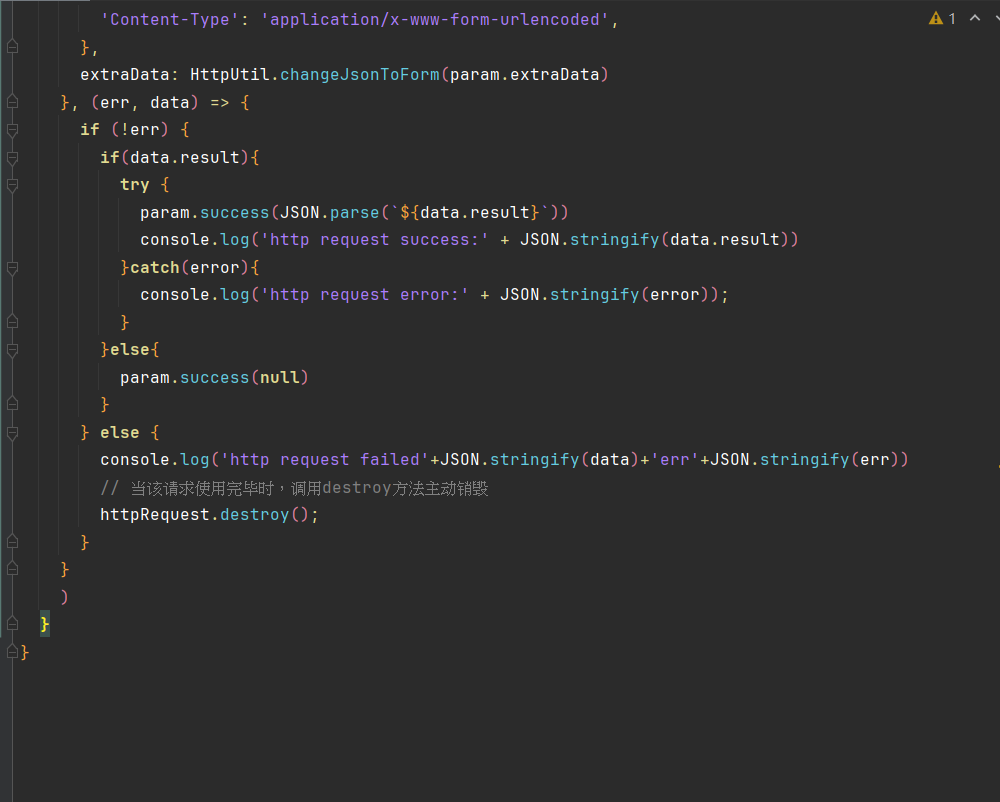 'Content-Type': 'application/x-www-form-urlencoded',
1
},
extraData: HttpUtil.changeJsonToForm(param.extraData)
}, (err, data) => {
if (!err) {
if(data.result){
try {
param.success(JSON.parse(`${data.result}`))
console.log('http request success:' + JSON.stringify(data.result))
}catch(error){
console.log('http request error:' + JSON.stringify(error));
}
}else{
param.success(null)
}
} else {
console.log('http request failed'+JSON.stringify(data)+'err'+JSON.stringify(err))
// 当该请求使用完毕时，调用destroy方法主动销毁
httpRequest.destroy();
}
}
)
}
}